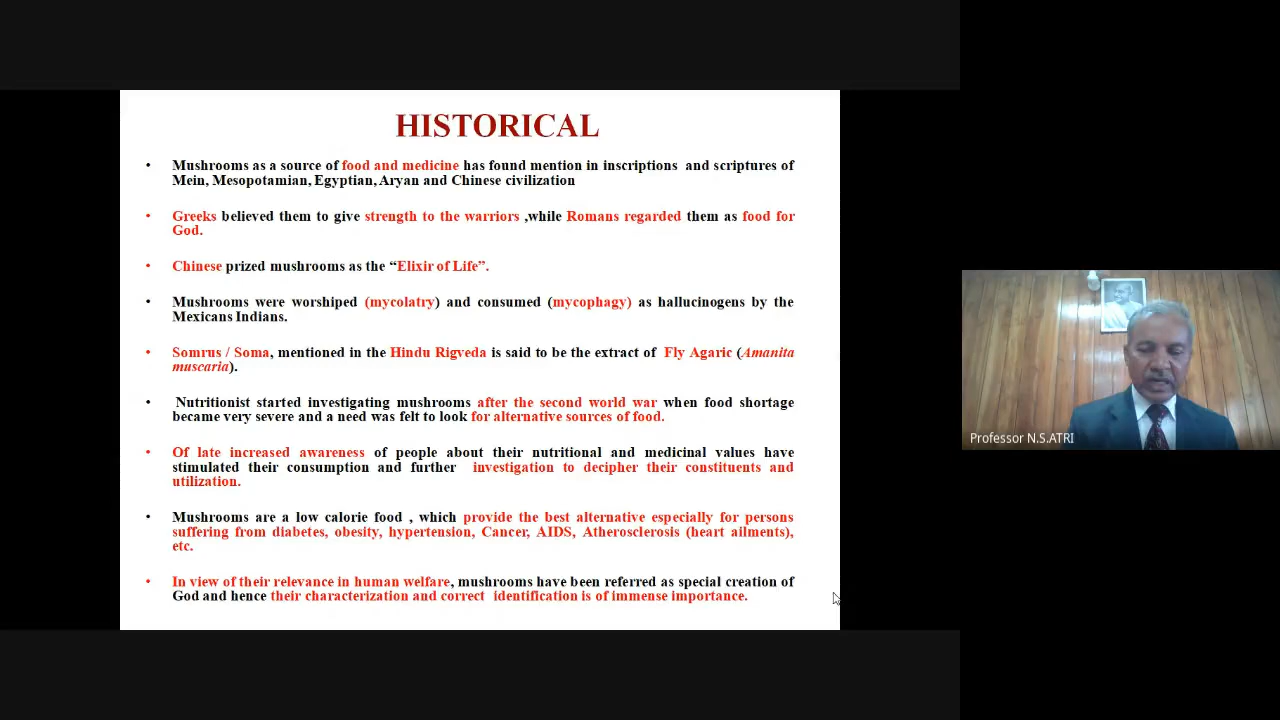 HISTORICAL
• Mushrooms as a source of food and medicine has found mention in inscriptions and scriptures of
Mein, Mesopotamian, Egyptian, Aryan and Chinese civilization
• Greeks believed them to give strength to the warriors ,while Romans regarded them as food for
God.
• Chinese prized mushrooms as the “Elixir of Life”.
• Mushrooms were worshiped (mycolatry) and consumed (mycophagy) as hallucinogens by the
Mexicans Indians.
• Somrus / Soma, mentioned in the Hindu Rigveda is said to be the extract of Fly Agaric (Amanita
muscaria).
• Nutritionist started investigating mushrooms after the second world war when food shortage
became very severe and a need was felt to look for alternative sources of food.
• Of late increased awareness of people about their nutritional and medicinal values have
stimulated their consumption and further investigation to decipher their constituents and
utilization.
• Mushrooms are a low calorie food , which provide the best alternative especially for persons
suffering from diabetes, obesity, hypertension, Cancer, AIDS, Atherosclerosis (heart ailments),
etc.
• In view of their relevance in human welfare, mushrooms have been referred as special creation of
God and hence their characterization and correct identification is of immense importance.
Professor N.S.ATRI